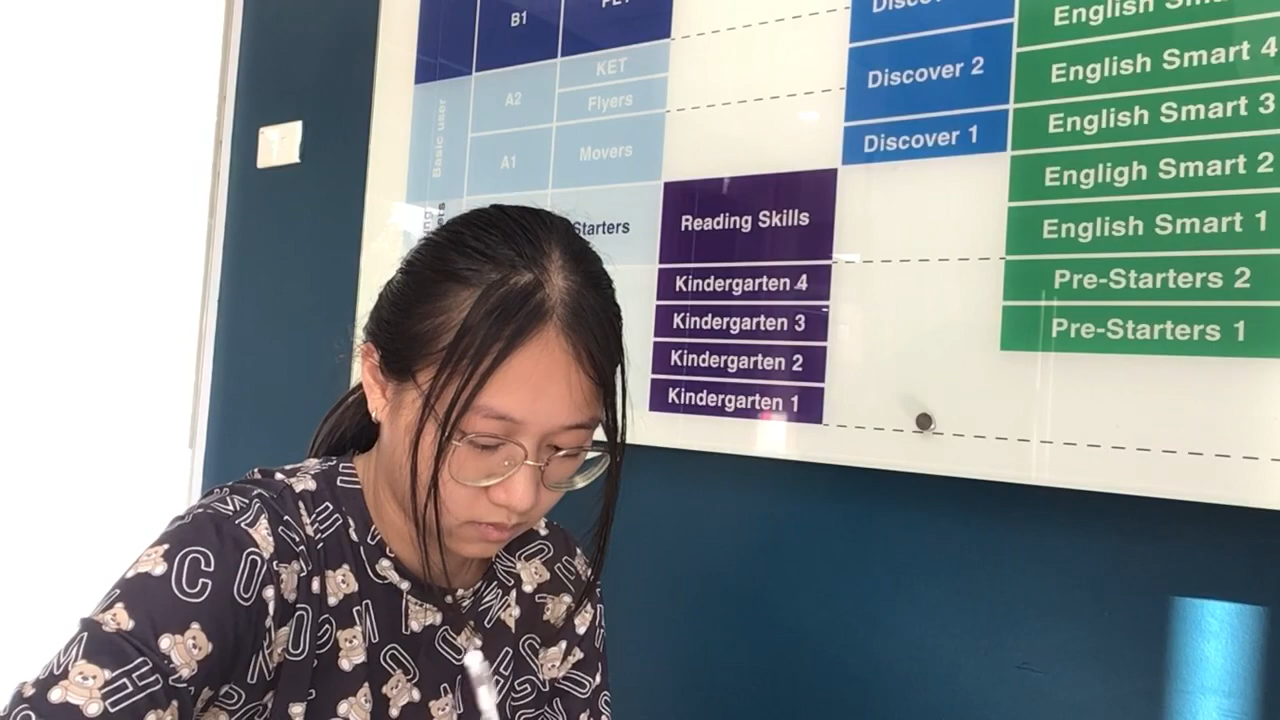 B1
KET
A2
Flyers
A1
Movers
Basic user
Starters
Reading Skills
Kindergarten 4
Kindergarten 3
Kindergarten 2
Kindergarten 1
Discover 2
Discover 1
English
English Smart 4
English Smart 3
Engligh Smart 2
English Smart 1
Pre-Starters 2
Pre-Starters 1